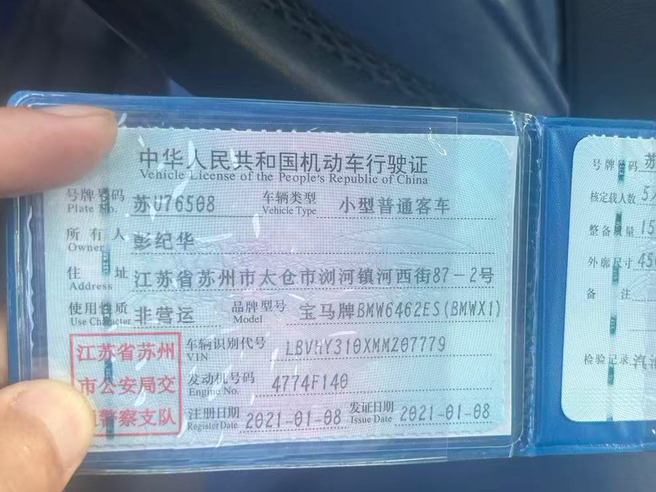 中华人民共和国机动车行驶证
Vehicle License of the People's Republic of China
号牌号码 苏U76508 车辆类型 小型普通客车
Plate No. Vehicle Type
所有人 彭纪华
Owner
住址 江苏省苏州市太仓市浏河镇河西街87-2号
Address
使用性质 非营运 品牌型号 宝马牌BMW6462ES(BMWX1)
Use Character Model
江苏省苏州
市公安局交
警察支队
车辆识别代号 LBVHY310XMMZ07779
VIN
发动机号码 4774F140
Engine No.
注册日期 2021-01-08 发证日期 2021-01-08
Register Date Issue Date
号牌号码 苏
核定载人数 5人
整备质量 15
外廓尺寸 450
备注
检验记录 汽油